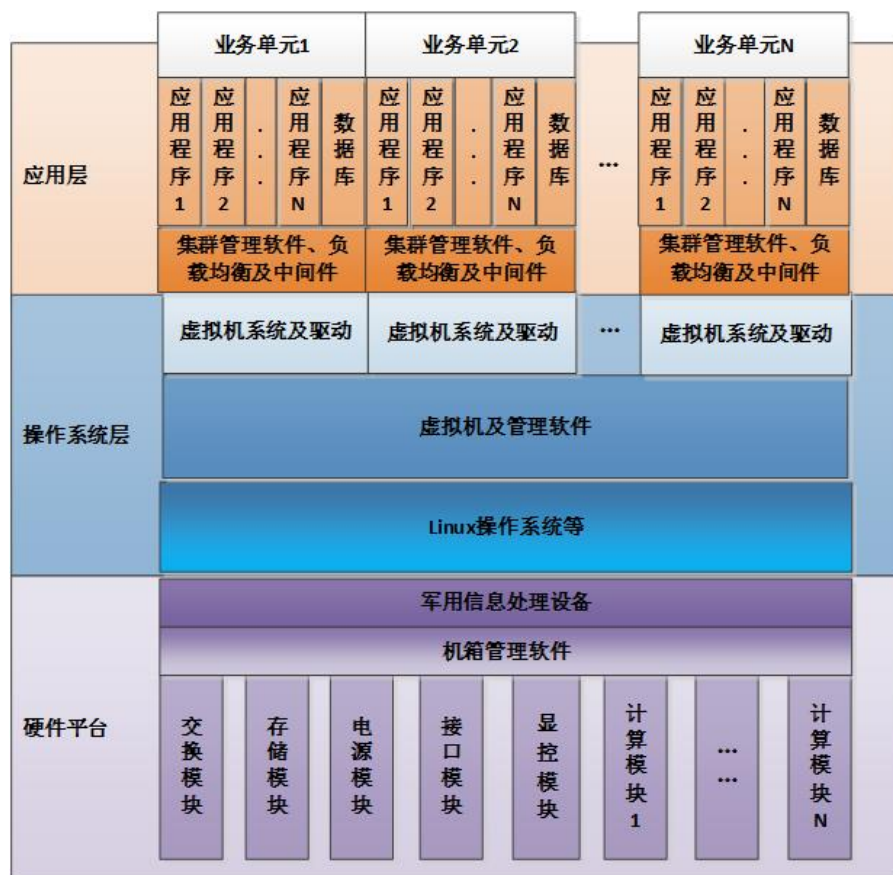 业务单元1
业务单元2
业务单元N
应用层
应用程序1
应用程序2
...
应用程序N
数据库
应用程序1
应用程序2
...
应用程序N
数据库
...
应用程序1
应用程序2
...
应用程序N
数据库
集群管理软件、负
载均衡及中间件
集群管理软件、负
载均衡及中间件
集群管理软件、负
载均衡及中间件
虚拟机系统及驱动
虚拟机系统及驱动
...
虚拟机系统及驱动
操作系统层
虚拟机及管理软件
Linux操作系统等
军用信息处理设备
机箱管理软件
硬件平台
交换模块
存储模块
电源模块
接口模块
显控模块
计算模块1
...
...
计算模块N